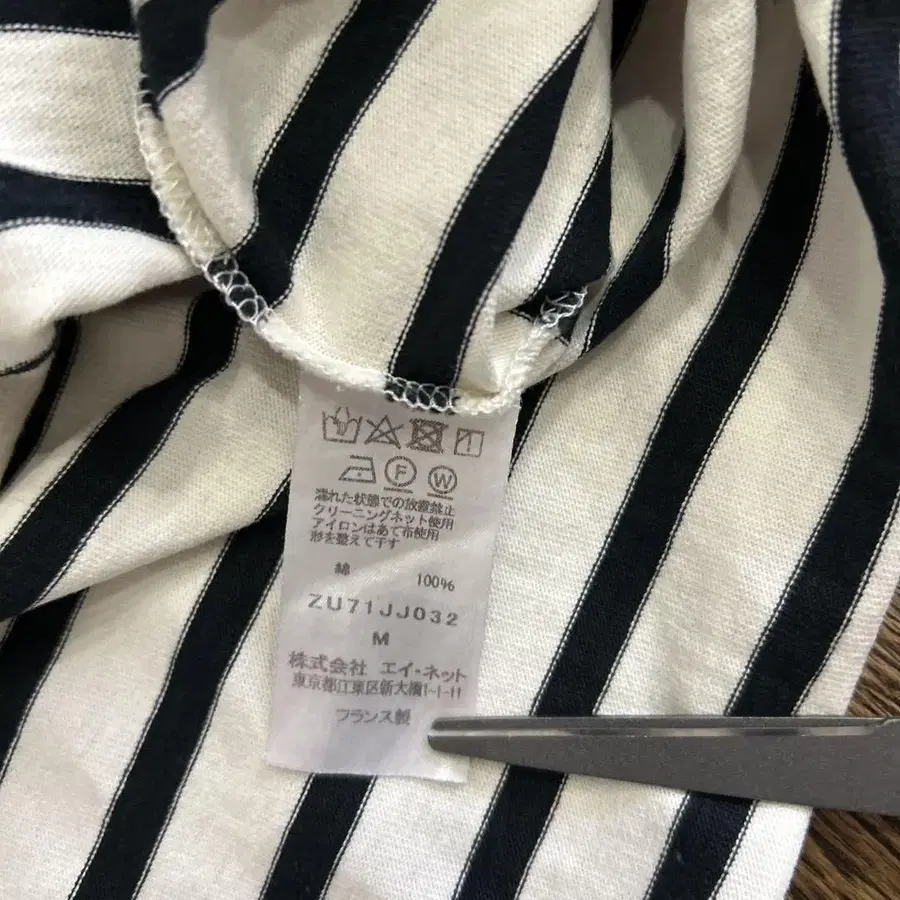 F W
濡れた状態での放置禁止
クリーニングネット使用
アイロンはあて布使用
形を整えて干す
綿 100%
ZU71JJ032
M
株式会社 エイ・ネット
東京都江東区新大橋1-1-11
フランス製